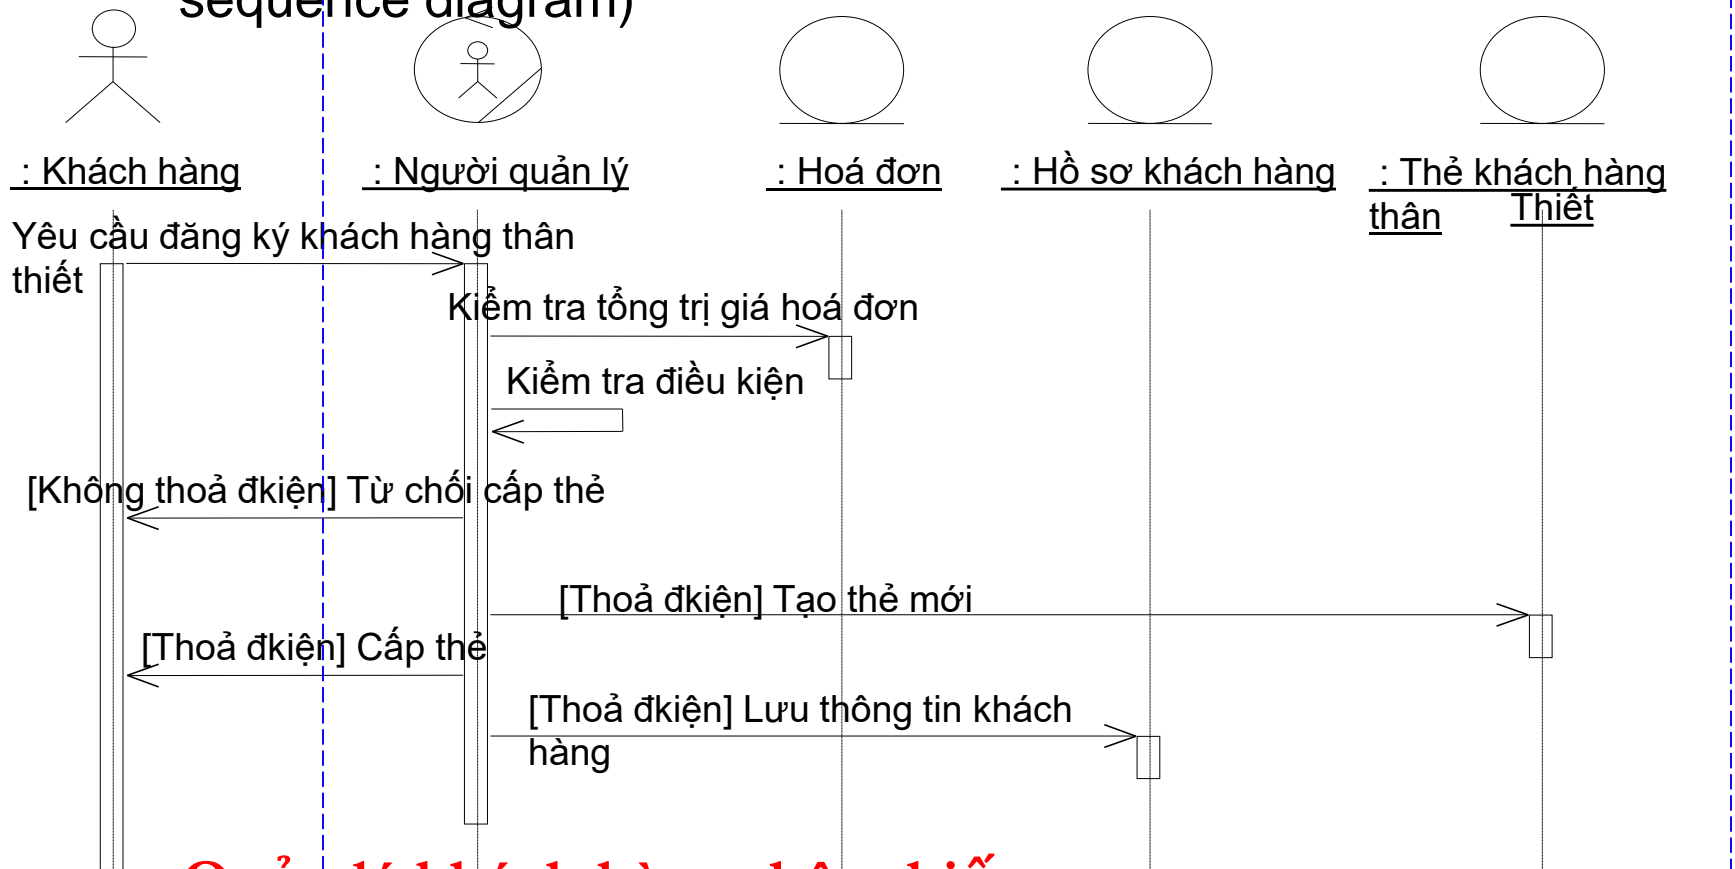 sequence diagram)
: Khách hàng
: Người quản lý
: Hoá đơn
: Hồ sơ khách hàng
: Thẻ khách hàng
thân Thiết
Yêu cầu đăng ký khách hàng thân
thiết
Kiểm tra tổng trị giá hoá đơn
Kiểm tra điều kiện
[Không thoả đkiện] Từ chối cấp thẻ
[Thoả đkiện] Tạo thẻ mới
[Thoả đkiện] Cấp thẻ
[Thoả đkiện] Lưu thông tin khách
hàng